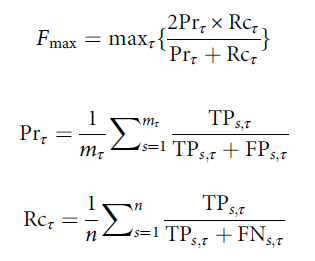 F_max = max_τ{2Pr_τ × Rc_τ / Pr_τ + Rc_τ}
Pr_τ = 1/m_τ ∑_{s=1}^{m_τ} TP_{s,τ} / TP_{s,τ} + FP_{s,τ}
Rc_τ = 1/n ∑_{s=1}^{n} TP_{s,τ} / TP_{s,τ} + FN_{s,τ}